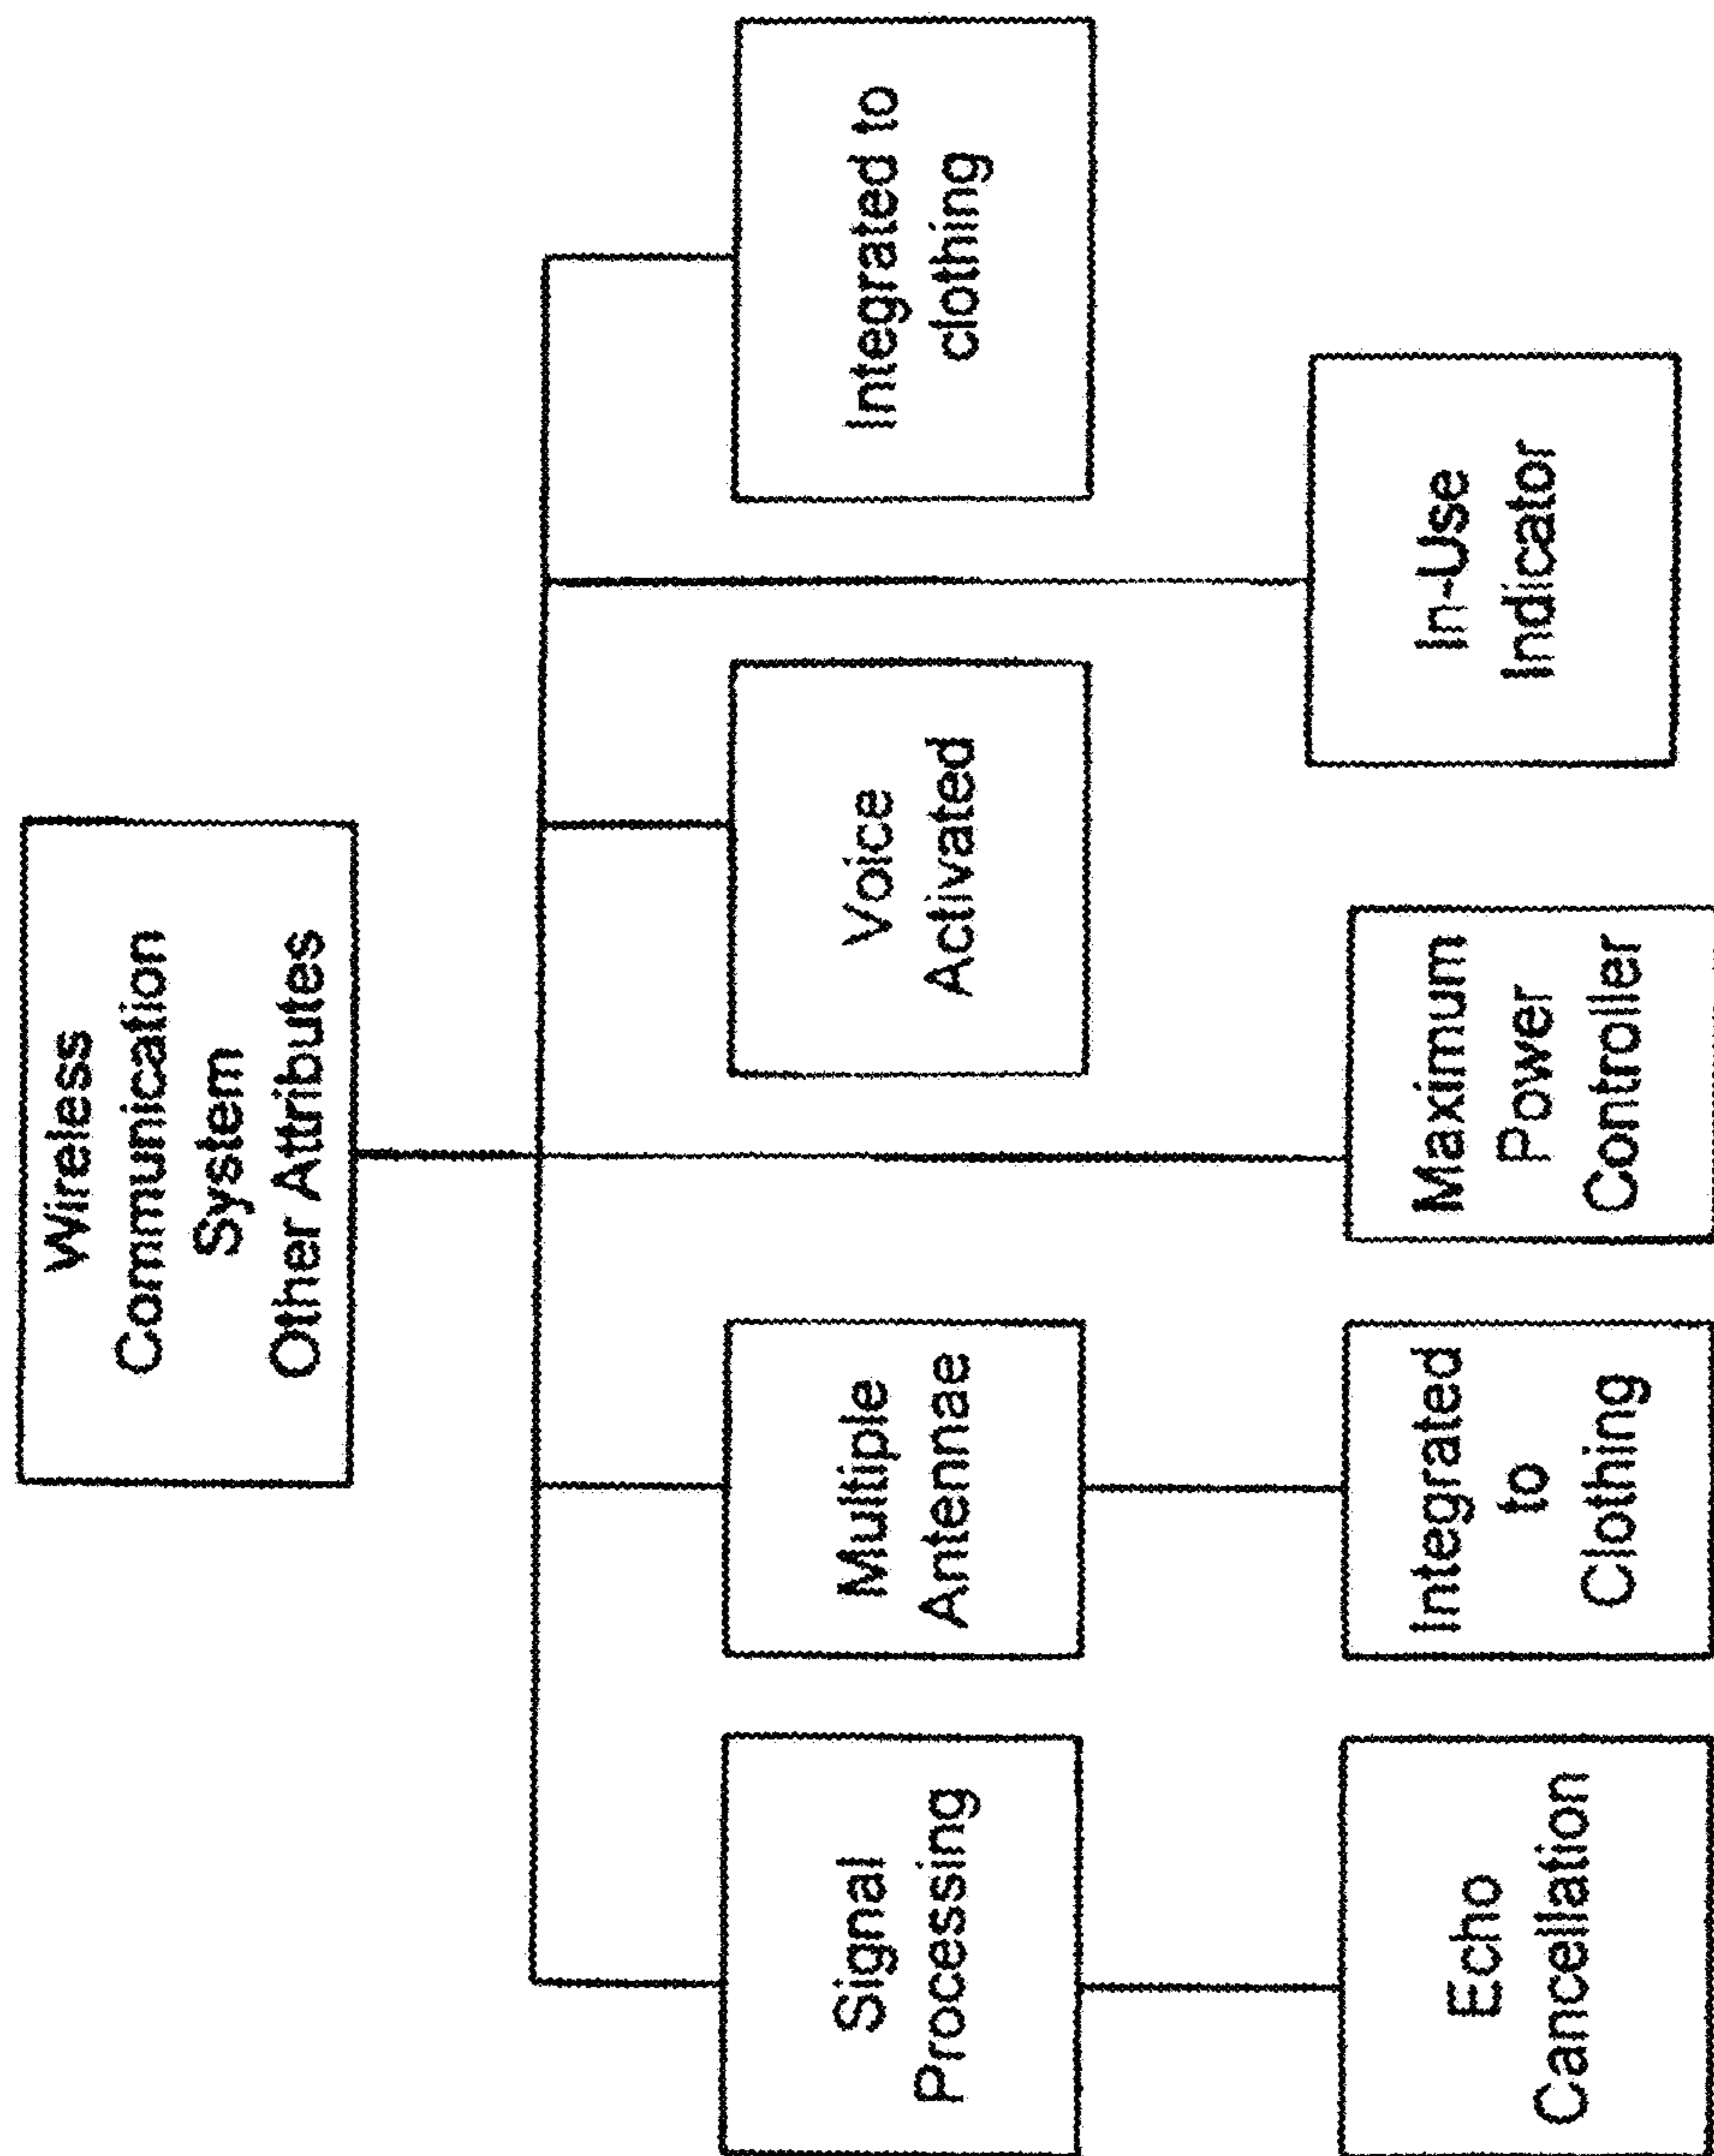 Wireless
Communication
System
Other Attributes
Signal
Processing
Multiple
Antennae
Voice
Activated
Integrated to
clothing
Echo
Cancellation
Integrated
to
Clothing
Maximum
Power
Controller
In-Use
Indicator